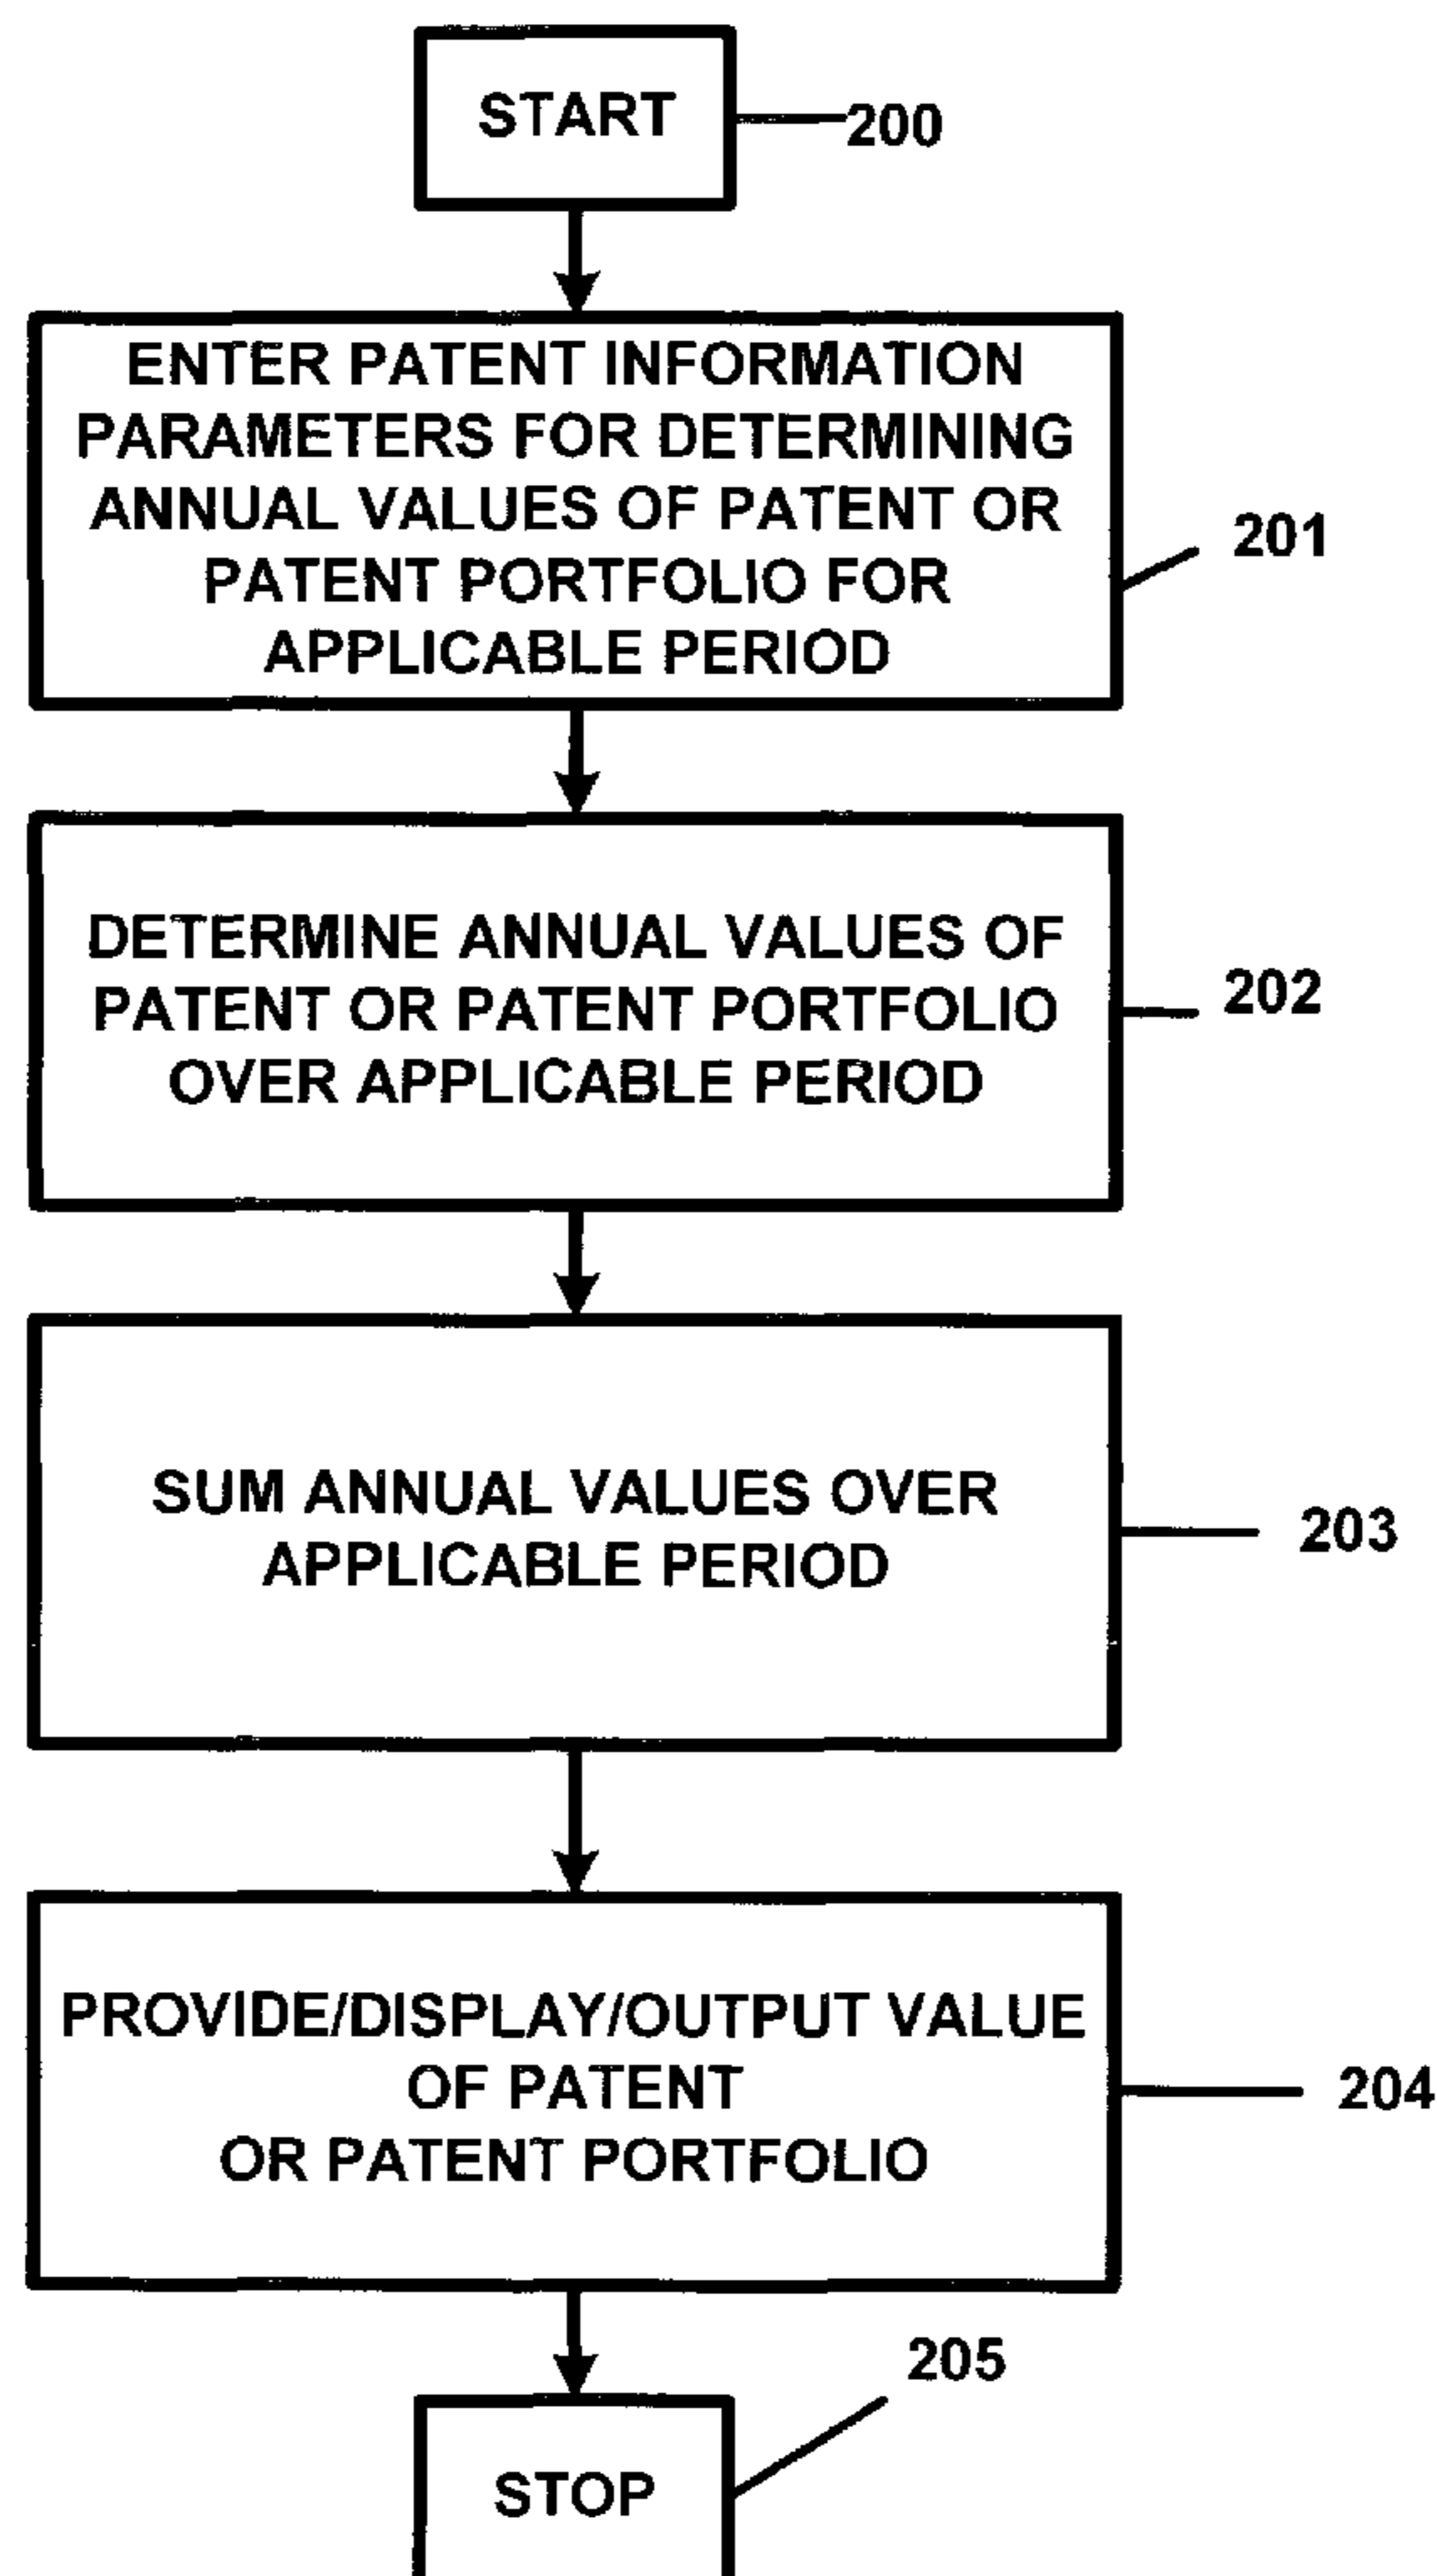 START
200
ENTER PATENT INFORMATION
PARAMETERS FOR DETERMINING
ANNUAL VALUES OF PATENT OR
PATENT PORTFOLIO FOR
APPLICABLE PERIOD
201
DETERMINE ANNUAL VALUES OF
PATENT OR PATENT PORTFOLIO
OVER APPLICABLE PERIOD
202
SUM ANNUAL VALUES OVER
APPLICABLE PERIOD
203
PROVIDE/DISPLAY/OUTPUT VALUE
OF PATENT
OR PATENT PORTFOLIO
204
205
STOP